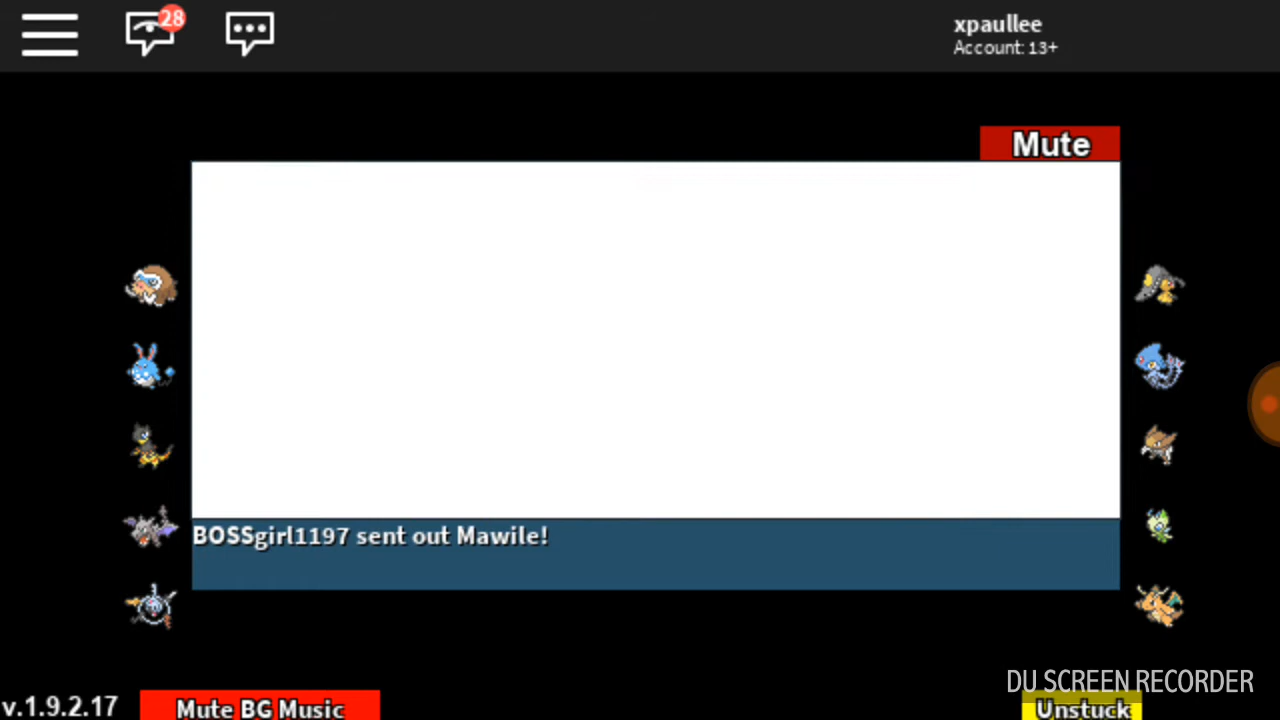 28
xpaullee
Account: 13+
Mute
BOSSgirl1197 sent out Mawile!
DU SCREEN RECORDER
v.1.9.2.17
Mute BG Music
Unstuck